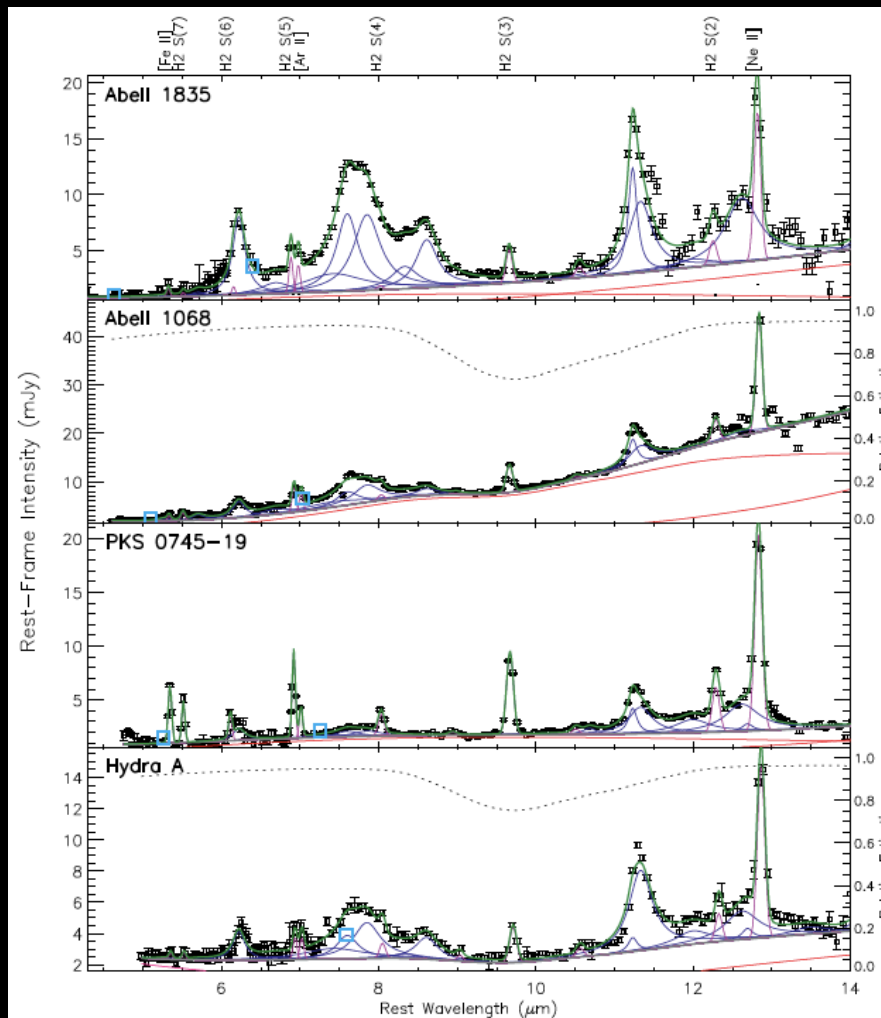 [Fe II]
H2 S(7)
H2 S(6)
H2 S(5)
[Ar II]
H2 S(4)
H2 S(3)
H2 S(2)
[Ne II]
Abell 1835
20
15
10
5
Abell 1068
40
30
20
10
1.0
0.8
0.6
0.4
0.2
0.0
PKS 0745−19
20
15
10
5
Hydra A
14
12
10
8
6
4
2
1.0
0.8
0.6
0.4
0.2
0.0
6
8
10
12
14
Rest−Frame Intensity (mJy)
Rest Wavelength (μm)